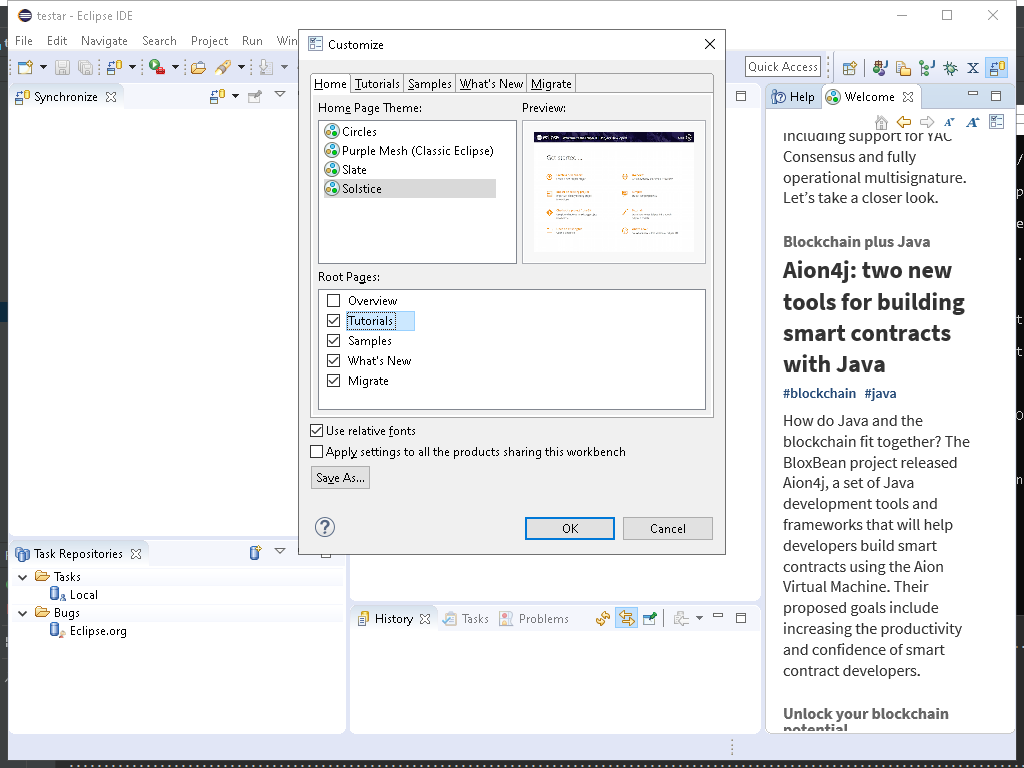 testar - Eclipse IDE
File Edit Navigate Search Project Run Win
Quick Access
Synchronize
Customize
Home Tutorials Samples What's New Migrate
Home Page Theme:
Circles
Purple Mesh (Classic Eclipse)
Slate
Solstice
Preview:
Get started...
Root Pages:
Overview
Tutorials
Samples
What's New
Migrate
Use relative fonts
Apply settings to all the products sharing this workbench
Save As...
OK Cancel
Help Welcome
including support for YAC
Consensus and fully
operational multisignature.
Let's take a closer look.
Blockchain plus Java
Aion4j: two new
tools for building
smart contracts
with Java
#blockchain #java
How do Java and the
blockchain fit together? The
BloxBean project released
Aion4j, a set of Java
development tools and
frameworks that will help
developers build smart
contracts using the Aion
Virtual Machine. Their
proposed goals include
increasing the productivity
and confidence of smart
contract developers.
Unlock your blockchain
potential
Task Repositories
Tasks
Local
Bugs
Eclipse.org
History Tasks Problems